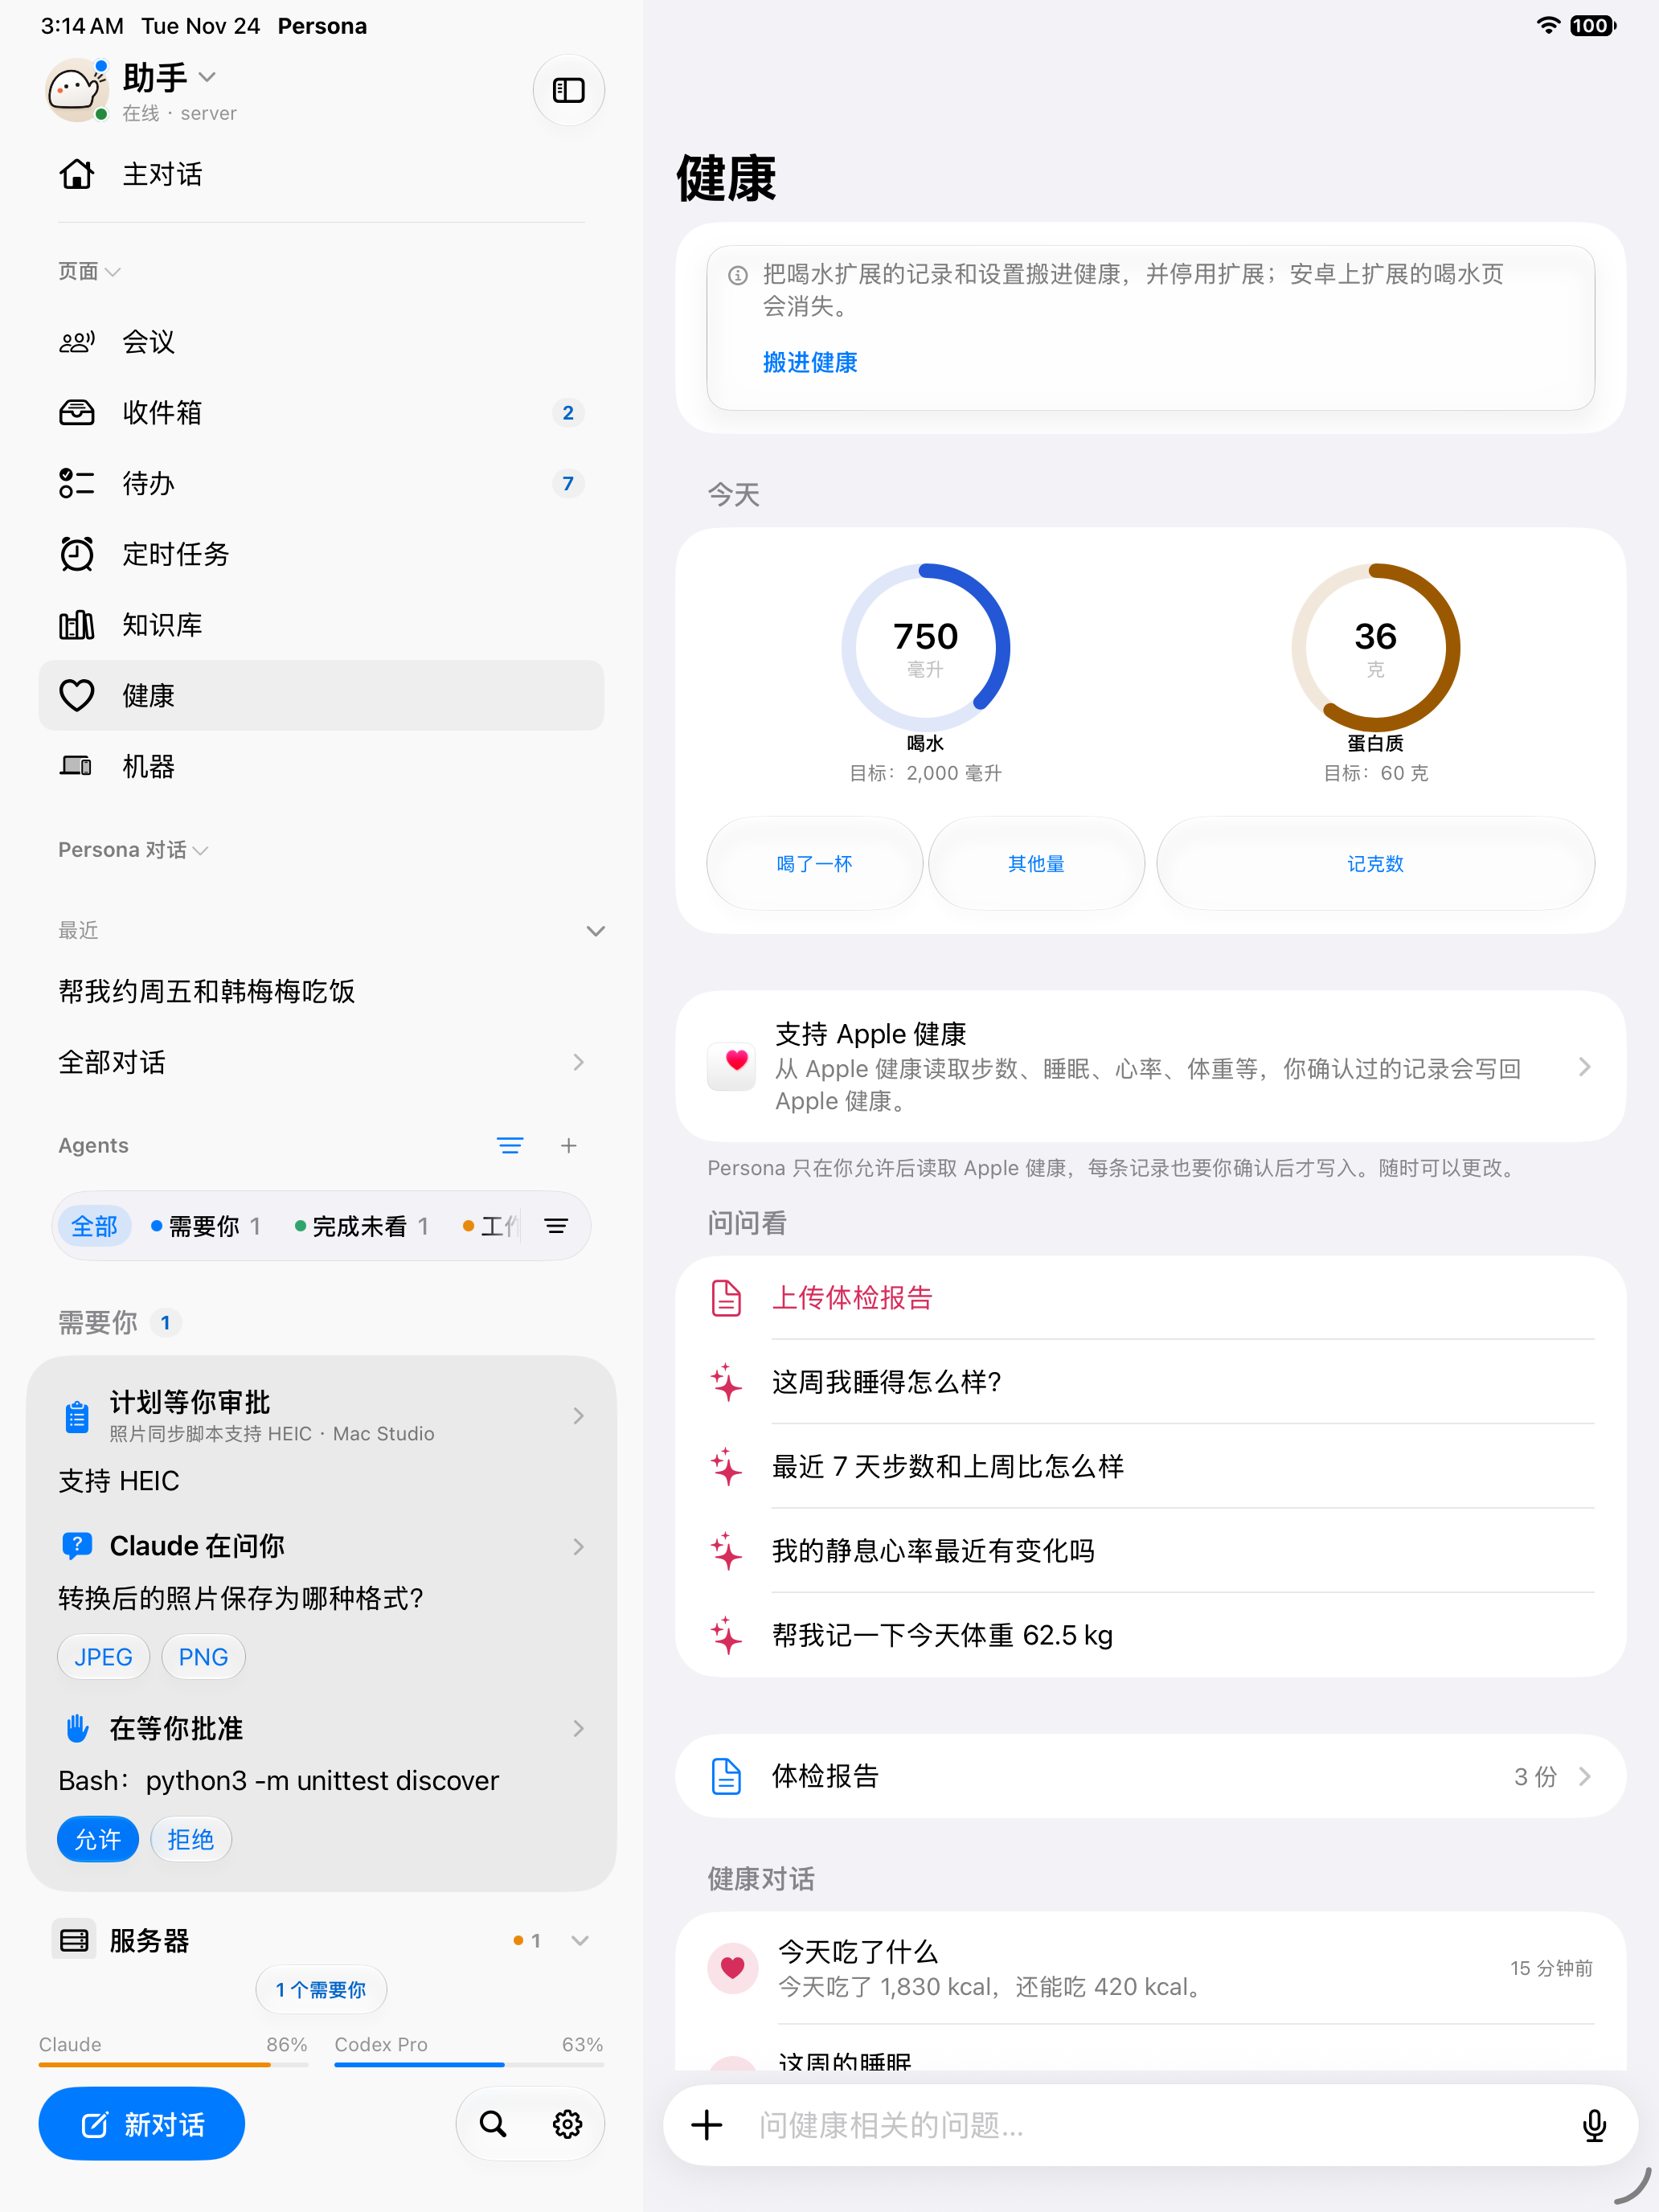 3:14 AM Tue Nov 24 Persona
100
助手
在线 · server
主对话
页面
会议
收件箱
2
待办
7
定时任务
知识库
健康
机器
Persona 对话
最近
帮我约周五和韩梅梅吃饭
全部对话
Agents
全部
需要你 1
完成未看 1
需要你 1
计划等你审批
照片同步脚本支持 HEIC · Mac Studio
支持 HEIC
Claude 在问你
转换后的照片保存为哪种格式?
JPEG
PNG
在等你批准
Bash：python3 -m unittest discover
允许
拒绝
服务器
1
1 个需要你
Claude 86%
Codex Pro 63%
新对话
健康
把喝水扩展的记录和设置搬进健康，并停用扩展；安卓上扩展的喝水页
会消失。
搬进健康
今天
750
毫升
喝水
目标：2,000 毫升
36
克
蛋白质
目标：60 克
喝了一杯
其他量
记克数
支持 Apple 健康
从 Apple 健康读取步数、睡眠、心率、体重等，你确认过的记录会写回
Apple 健康。
Persona 只在你允许后读取 Apple 健康，每条记录也要你确认后才写入。随时可以更改。
问问看
上传体检报告
这周我睡得怎么样?
最近 7 天步数和上周比怎么样
我的静息心率最近有变化吗
帮我记一下今天体重 62.5 kg
体检报告
3 份
健康对话
今天吃了什么
今天吃了 1,830 kcal，还能吃 420 kcal。
15 分钟前
这周的睡眠
问健康相关的问题...